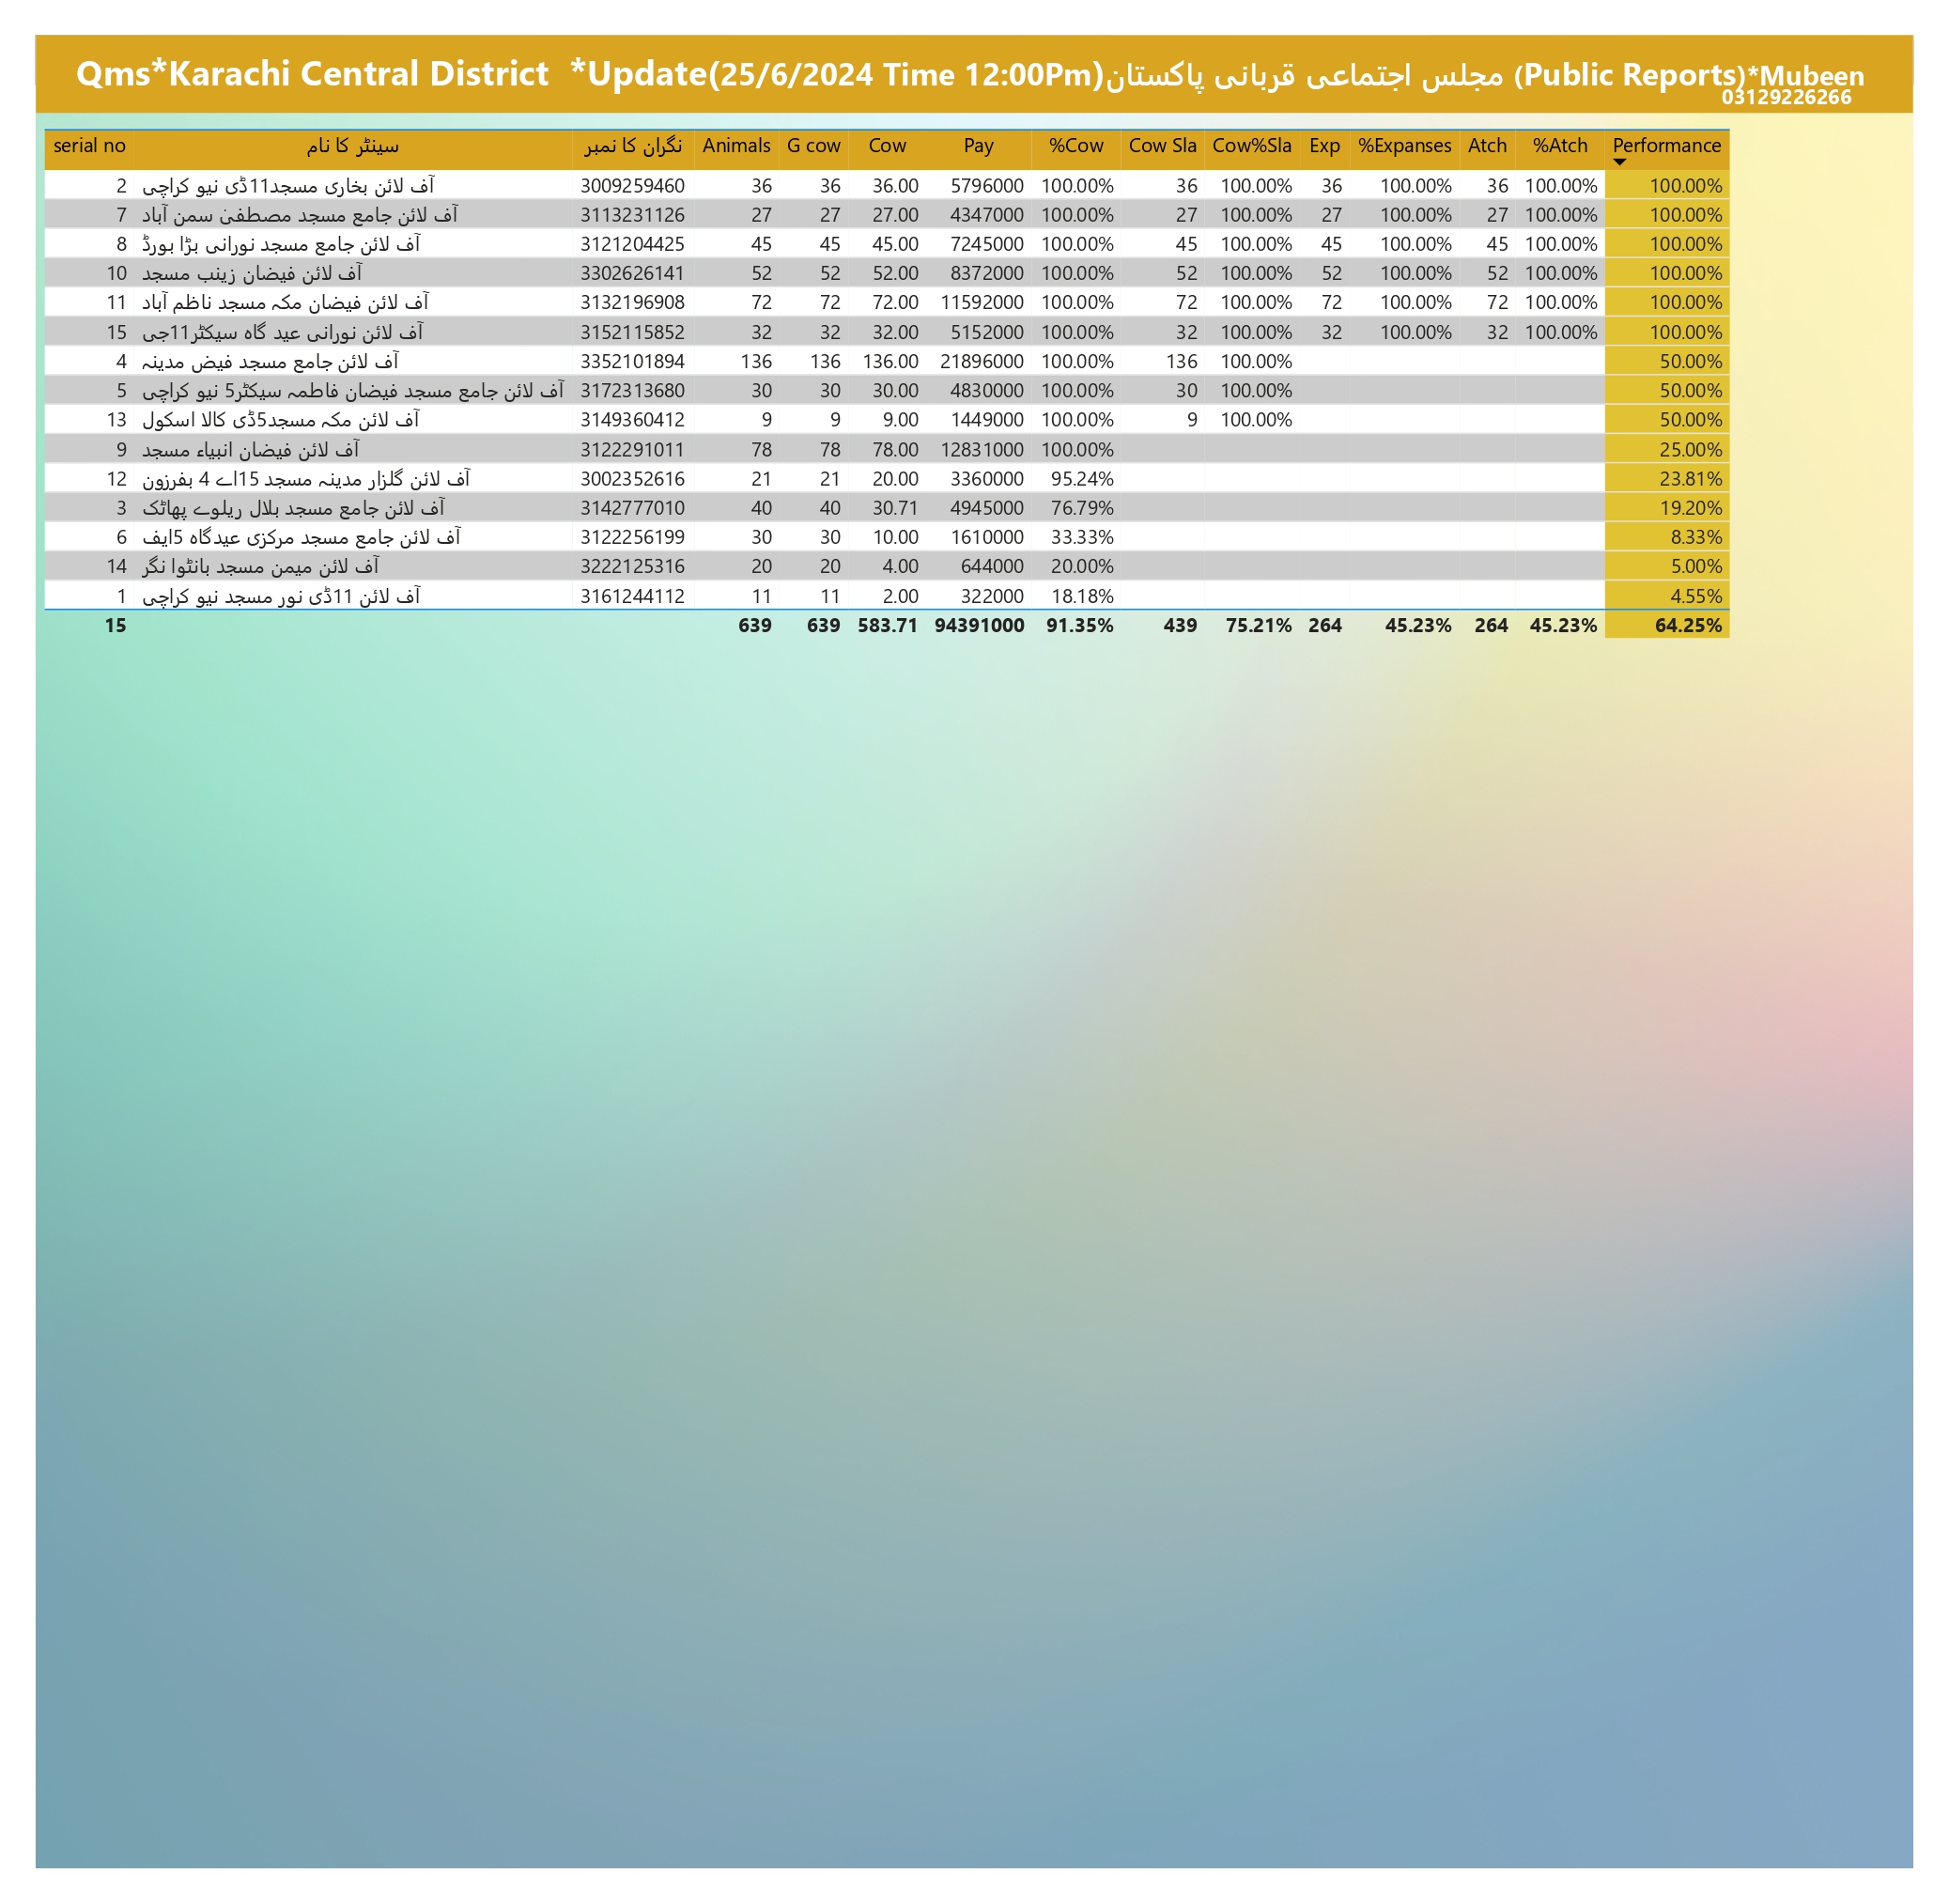 Qms*Karachi Central District *Update(25/6/2024 Time 12:00Pm)مجلس اجتماعی قربانی پاکستان (Public Reports)*Mubeen
03129226266
serial no سینٹر کا نام نگران کا نمبر Animals G cow Cow Pay %Cow Cow Sla Cow%Sla Exp %Expanses Atch %Atch Performance
2 آف لائن بخاری مسجد11ڈی نیو کراچی 3009259460 36 36 36.00 5796000 100.00% 36 100.00% 36 100.00% 36 100.00% 100.00%
7 آف لائن جامع مسجد مصطفیٰ سمن آباد 3113231126 27 27 27.00 4347000 100.00% 27 100.00% 27 100.00% 27 100.00% 100.00%
8 آف لائن جامع مسجد نورانی بڑا بورڈ 3121204425 45 45 45.00 7245000 100.00% 45 100.00% 45 100.00% 45 100.00% 100.00%
10 آف لائن فیضان زینب مسجد 3302626141 52 52 52.00 8372000 100.00% 52 100.00% 52 100.00% 52 100.00% 100.00%
11 آف لائن فیضان مکہ مسجد ناظم آباد 3132196908 72 72 72.00 11592000 100.00% 72 100.00% 72 100.00% 72 100.00% 100.00%
15 آف لائن نورانی عید گاہ سیکٹر11جی 3152115852 32 32 32.00 5152000 100.00% 32 100.00% 32 100.00% 32 100.00% 100.00%
4 آف لائن جامع مسجد فیض مدینہ 3352101894 136 136 136.00 21896000 100.00% 136 100.00% 50.00%
5 آف لائن جامع مسجد فیضان فاطمہ سیکٹر5 نیو کراچی 3172313680 30 30 30.00 4830000 100.00% 30 100.00% 50.00%
13 آف لائن مکہ مسجد5ڈی کالا اسکول 3149360412 9 9 9.00 1449000 100.00% 9 100.00% 50.00%
9 آف لائن فیضان انبیاء مسجد 3122291011 78 78 78.00 12831000 100.00% 25.00%
12 آف لائن گلزار مدینہ مسجد 15اے 4 بفرزون 3002352616 21 21 20.00 3360000 95.24% 23.81%
3 آف لائن جامع مسجد بلال ریلوے پھاٹک 3142777010 40 40 30.71 4945000 76.79% 19.20%
6 آف لائن جامع مسجد مرکزی عیدگاہ 5ایف 3122256199 30 30 10.00 1610000 33.33% 8.33%
14 آف لائن میمن مسجد بانٹوا نگر 3222125316 20 20 4.00 644000 20.00% 5.00%
1 آف لائن 11ڈی نور مسجد نیو کراچی 3161244112 11 11 2.00 322000 18.18% 4.55%
15 639 639 583.71 94391000 91.35% 439 75.21% 264 45.23% 264 45.23% 64.25%